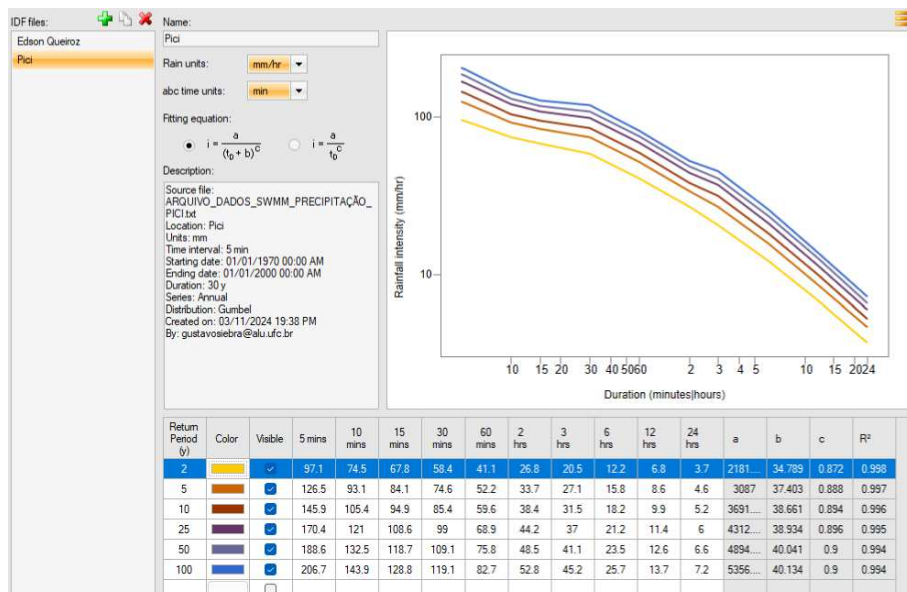 IDF files:
Edson Queiroz
Pici
Name:
Pici
Rain units: mm/hr
abc time units: min
Fitting equation:
i = a / (t₀ + b)^c
i = a / t₀^c
Description:
Source file:
ARQUIVO_DADOS_SWMM_PRECIPITAÇÃO_
PICI.txt
Location: Pici
Units: mm
Time interval: 5 min
Starting date: 01/01/1970 00:00 AM
Ending date: 01/01/2000 00:00 AM
Duration: 30 y
Series: Annual
Distribution: Gumbel
Created on: 03/11/2024 19:38 PM
By: gustavosiebra@alu.ufc.br
Rainfall intensity (mm/hr)
100
10
10 15 20 30 40 50 60 2 3 4 5 10 15 20 24
Duration (minutes|hours)
Return Period (y) Color Visible 5 mins 10 mins 15 mins 30 mins 60 mins 2 hrs 3 hrs 6 hrs 12 hrs 24 hrs a b c R²
2 97.1 74.5 67.8 58.4 41.1 26.8 20.5 12.2 6.8 3.7 2181.... 34.789 0.872 0.998
5 126.5 93.1 84.1 74.6 52.2 33.7 27.1 15.8 8.6 4.6 3087 37.403 0.888 0.997
10 145.9 105.4 94.9 85.4 59.6 38.4 31.5 18.2 9.9 5.2 3691.... 38.661 0.894 0.996
25 170.4 121 108.6 99 68.9 44.2 37 21.2 11.4 6 4312.... 38.934 0.896 0.995
50 188.6 132.5 118.7 109.1 75.8 48.5 41.1 23.5 12.6 6.6 4894.... 40.041 0.9 0.994
100 206.7 143.9 128.8 119.1 82.7 52.8 45.2 25.7 13.7 7.2 5356.... 40.134 0.9 0.994